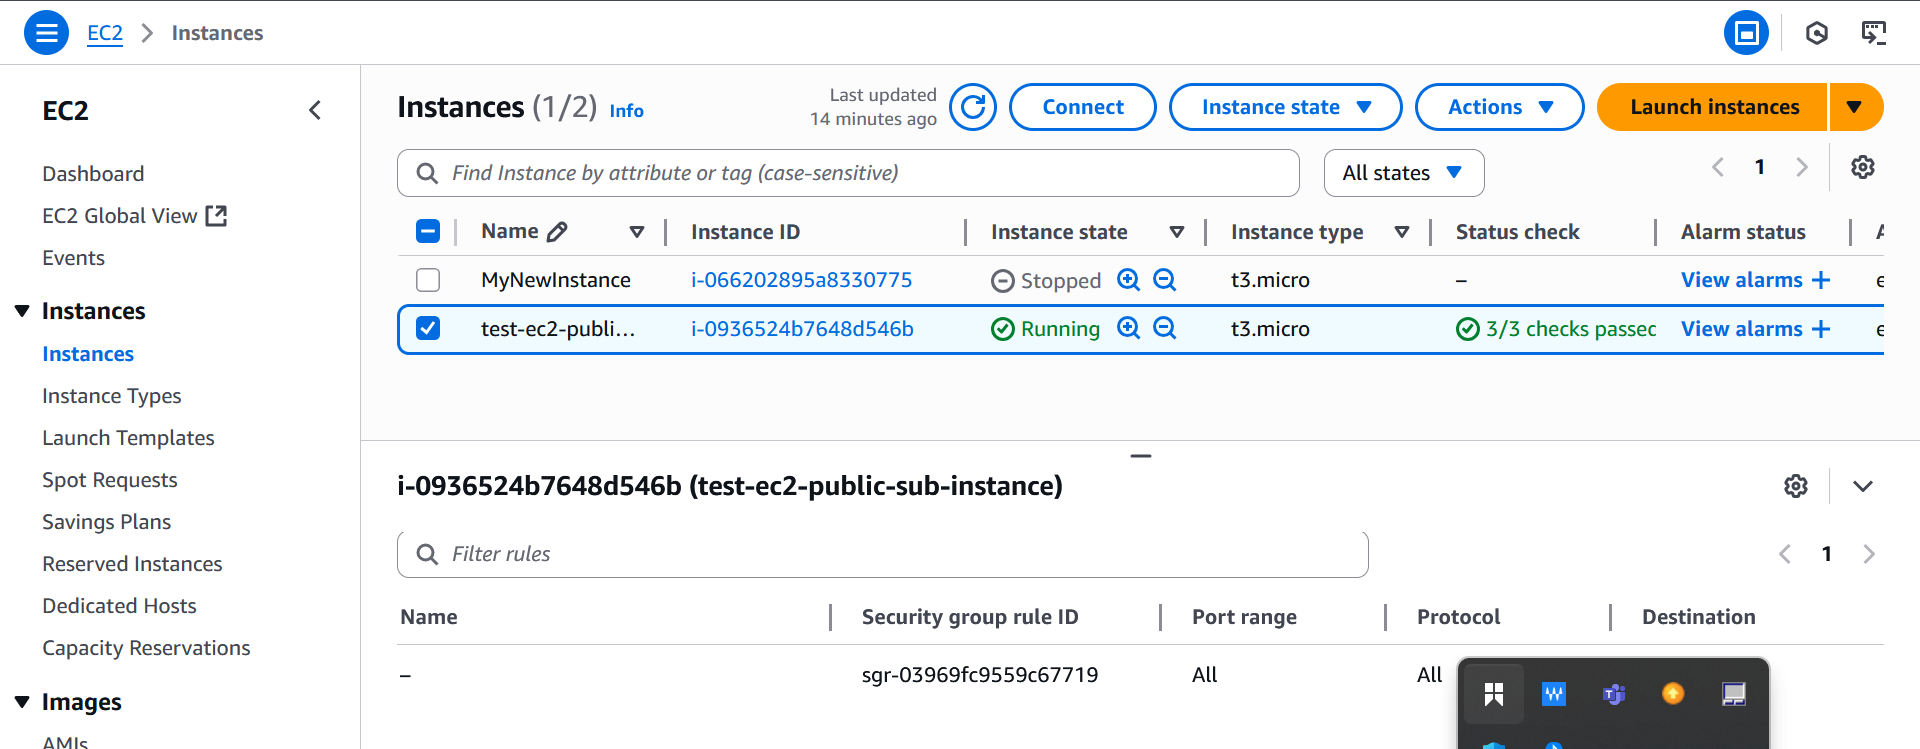 EC2 > Instances
EC2
Dashboard
EC2 Global View
Events
Instances
Instances
Instance Types
Launch Templates
Spot Requests
Savings Plans
Reserved Instances
Dedicated Hosts
Capacity Reservations
Images
AMIs
Instances (1/2) Info
Last updated
14 minutes ago
Connect
Instance state
Actions
Launch instances
Find Instance by attribute or tag (case-sensitive)
All states
1
Name Instance ID Instance state Instance type Status check Alarm status A
MyNewInstance i-066202895a8330775 Stopped t3.micro – View alarms + e
test-ec2-publi... i-0936524b7648d546b Running t3.micro 3/3 checks passed View alarms + e
i-0936524b7648d546b (test-ec2-public-sub-instance)
Filter rules
1
Name Security group rule ID Port range Protocol Destination
– sgr-03969fc9559c67719 All All